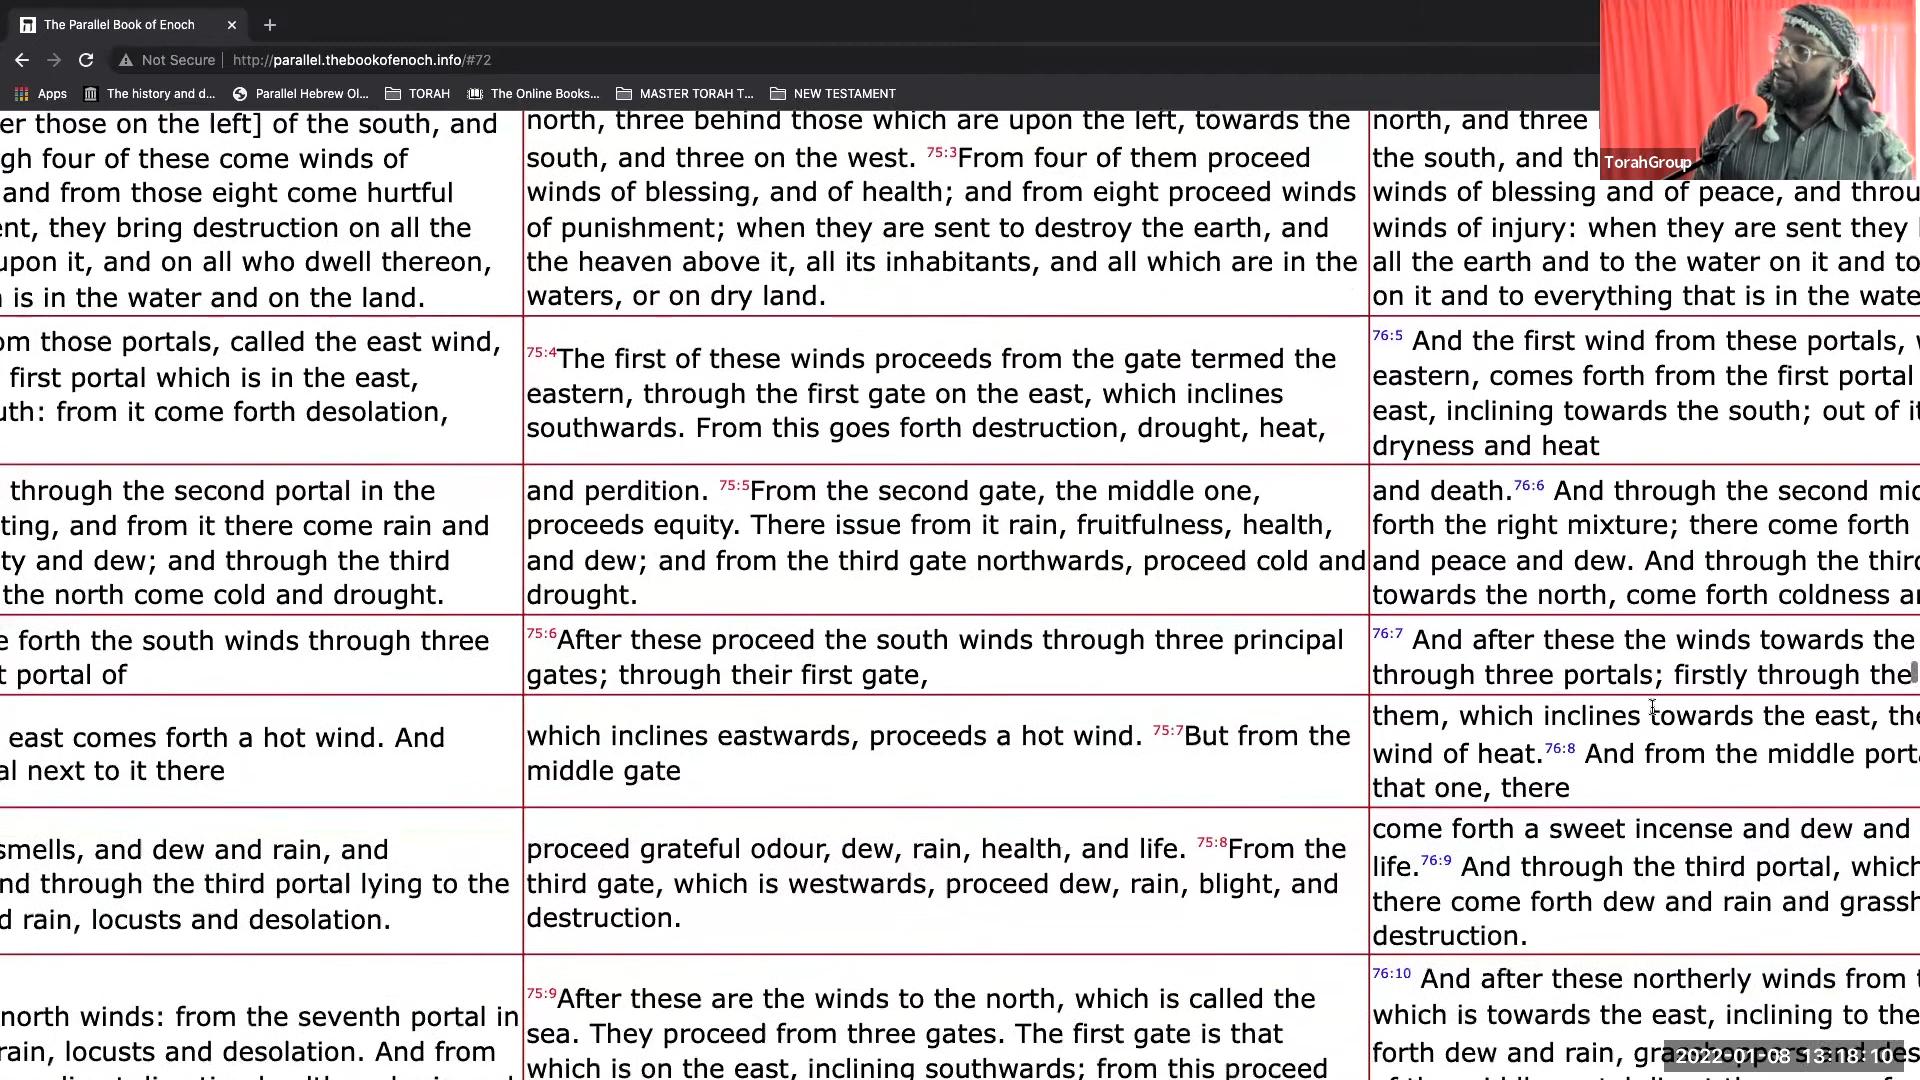 The Parallel Book of Enoch
Not Secure
http://parallel.thebookofenoch.info/#72
Apps
The history and d...
Parallel Hebrew Ol...
TORAH
The Online Books...
MASTER TORAH T...
NEW TESTAMENT
TorahGroup
er those on the left] of the south, and
gh four of these come winds of
and from those eight come hurtful
nt, they bring destruction on all the
upon it, and on all who dwell thereon,
is in the water and on the land.
north, three behind those which are upon the left, towards the
south, and three on the west. 75:3From four of them proceed
winds of blessing, and of health; and from eight proceed winds
of punishment; when they are sent to destroy the earth, and
the heaven above it, all its inhabitants, and all which are in the
waters, or on dry land.
north, and three
the south, and th
winds of blessing and of peace, and throu
winds of injury: when they are sent they
all the earth and to the water on it and to
on it and to everything that is in the wate
om those portals, called the east wind,
first portal which is in the east,
uth: from it come forth desolation,
75:4The first of these winds proceeds from the gate termed the
eastern, through the first gate on the east, which inclines
southwards. From this goes forth destruction, drought, heat,
76:5 And the first wind from these portals,
eastern, comes forth from the first portal
east, inclining towards the south; out of it
dryness and heat
through the second portal in the
ting, and from it there come rain and
ty and dew; and through the third
the north come cold and drought.
and perdition. 75:5From the second gate, the middle one,
proceeds equity. There issue from it rain, fruitfulness, health,
and dew; and from the third gate northwards, proceed cold and
drought.
and death.76:6 And through the second mid
forth the right mixture; there come forth
and peace and dew. And through the third
towards the north, come forth coldness a
e forth the south winds through three
t portal of
75:6After these proceed the south winds through three principal
gates; through their first gate,
76:7 And after these the winds towards the
through three portals; firstly through the
east comes forth a hot wind. And
al next to it there
which inclines eastwards, proceeds a hot wind. 75:7But from the
middle gate
them, which inclines towards the east, the
wind of heat.76:8 And from the middle porta
that one, there
smells, and dew and rain, and
nd through the third portal lying to the
d rain, locusts and desolation.
proceed grateful odour, dew, rain, health, and life. 75:8From the
third gate, which is westwards, proceed dew, rain, blight, and
destruction.
come forth a sweet incense and dew and
life.76:9 And through the third portal, which
there come forth dew and rain and grassh
destruction.
north winds: from the seventh portal in
rain, locusts and desolation. And from
75:9After these are the winds to the north, which is called the
sea. They proceed from three gates. The first gate is that
which is on the east, inclining southwards; from this proceed
76:10 And after these northerly winds from
which is towards the east, inclining to the
forth dew and rain, grasshoppers and des
2022-01-08 13:18:10